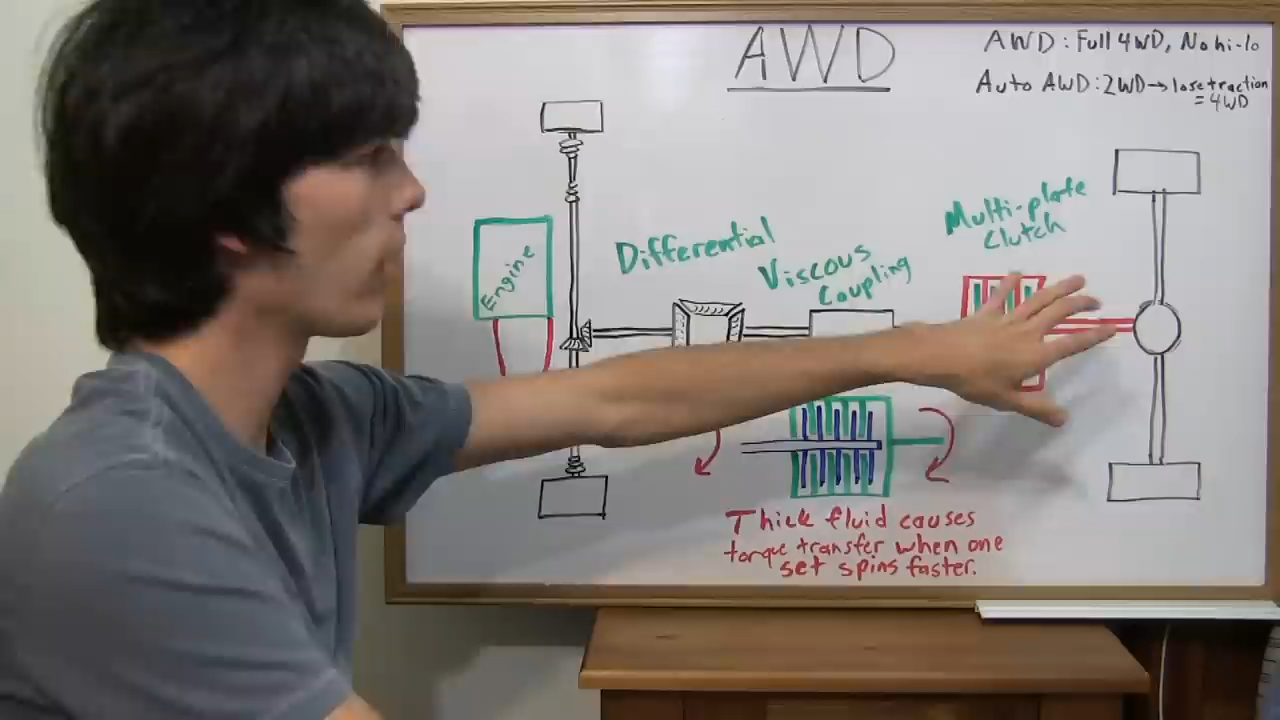 AWD
AWD: Full 4WD, No hi-lo
Auto AWD: 2WD → lose traction
= 4WD
Engine
Differential
Viscous
Coupling
Multi-plate
Clutch
Thick fluid causes
torque transfer when one
set spins faster.